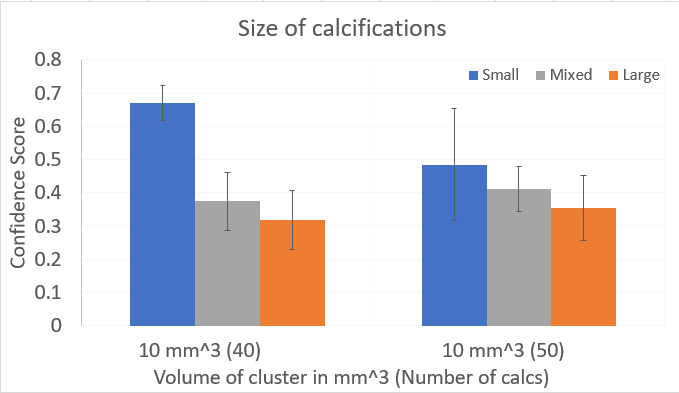 Size of calcifications
Small Mixed Large
Confidence Score
0.8
0.7
0.6
0.5
0.4
0.3
0.2
0.1
0
10 mm^3 (40) 10 mm^3 (50)
Volume of cluster in mm^3 (Number of calcs)